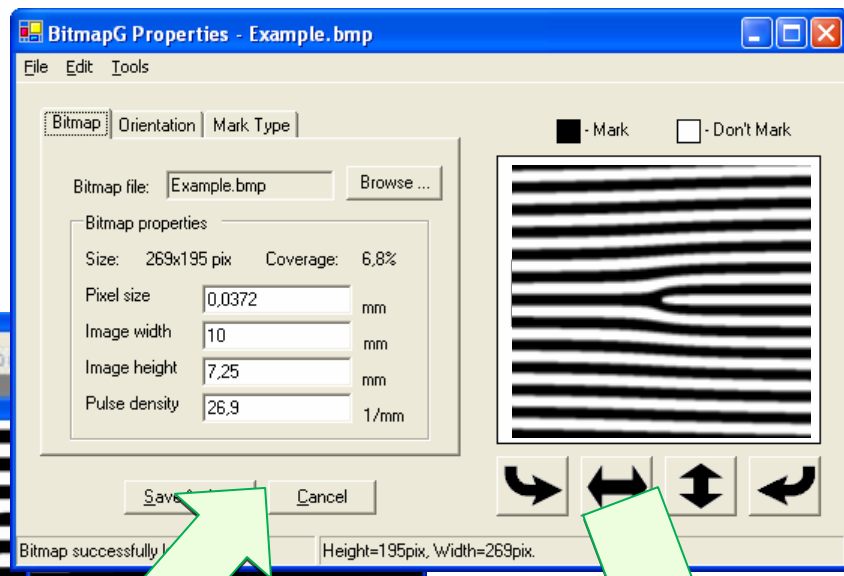 BitmapG Properties - Example.bmp
File Edit Tools
Bitmap Orientation Mark Type
- Mark - Don't Mark
Bitmap file: Example.bmp Browse ...
Bitmap properties
Size: 269x195 pix Coverage: 6,8%
Pixel size 0,0372 mm
Image width 10 mm
Image height 7,25 mm
Pulse density 26,9 1/mm
Save Cancel
Bitmap successfully Height=195pix, Width=269pix.